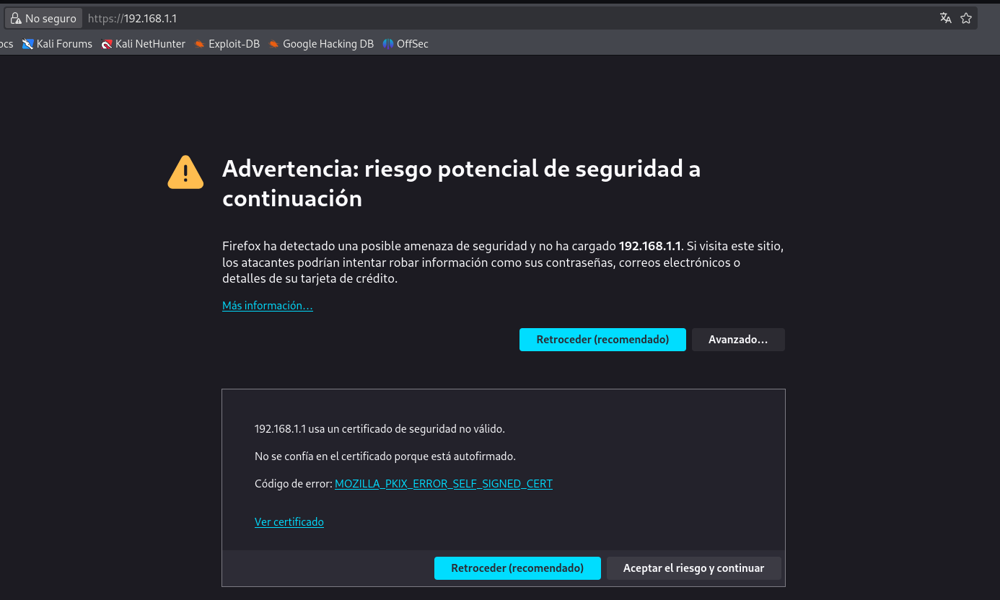 No seguro https://192.168.1.1
ocs Kali Forums Kali NetHunter Exploit-DB Google Hacking DB OffSec
Advertencia: riesgo potencial de seguridad a
continuación
Firefox ha detectado una posible amenaza de seguridad y no ha cargado 192.168.1.1. Si visita este sitio,
los atacantes podrían intentar robar información como sus contraseñas, correos electrónicos o
detalles de su tarjeta de crédito.
Más información…
Retroceder (recomendado) Avanzado…
192.168.1.1 usa un certificado de seguridad no válido.
No se confía en el certificado porque está autofirmado.
Código de error: MOZILLA_PKIX_ERROR_SELF_SIGNED_CERT
Ver certificado
Retroceder (recomendado) Aceptar el riesgo y continuar